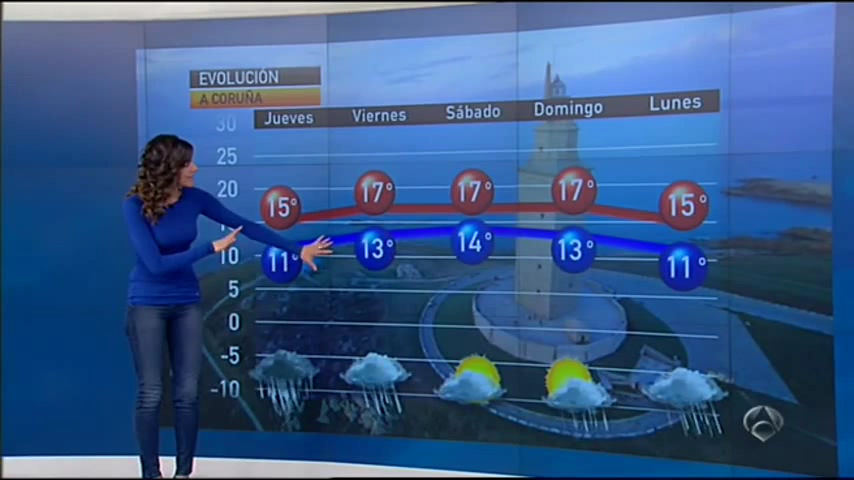 EVOLUCIÓN
A CORUÑA
Jueves Viernes Sábado Domingo Lunes
30
25
20
15° 17° 17° 17° 15°
11° 13° 14° 13° 11°
10
5
0
-5
-10